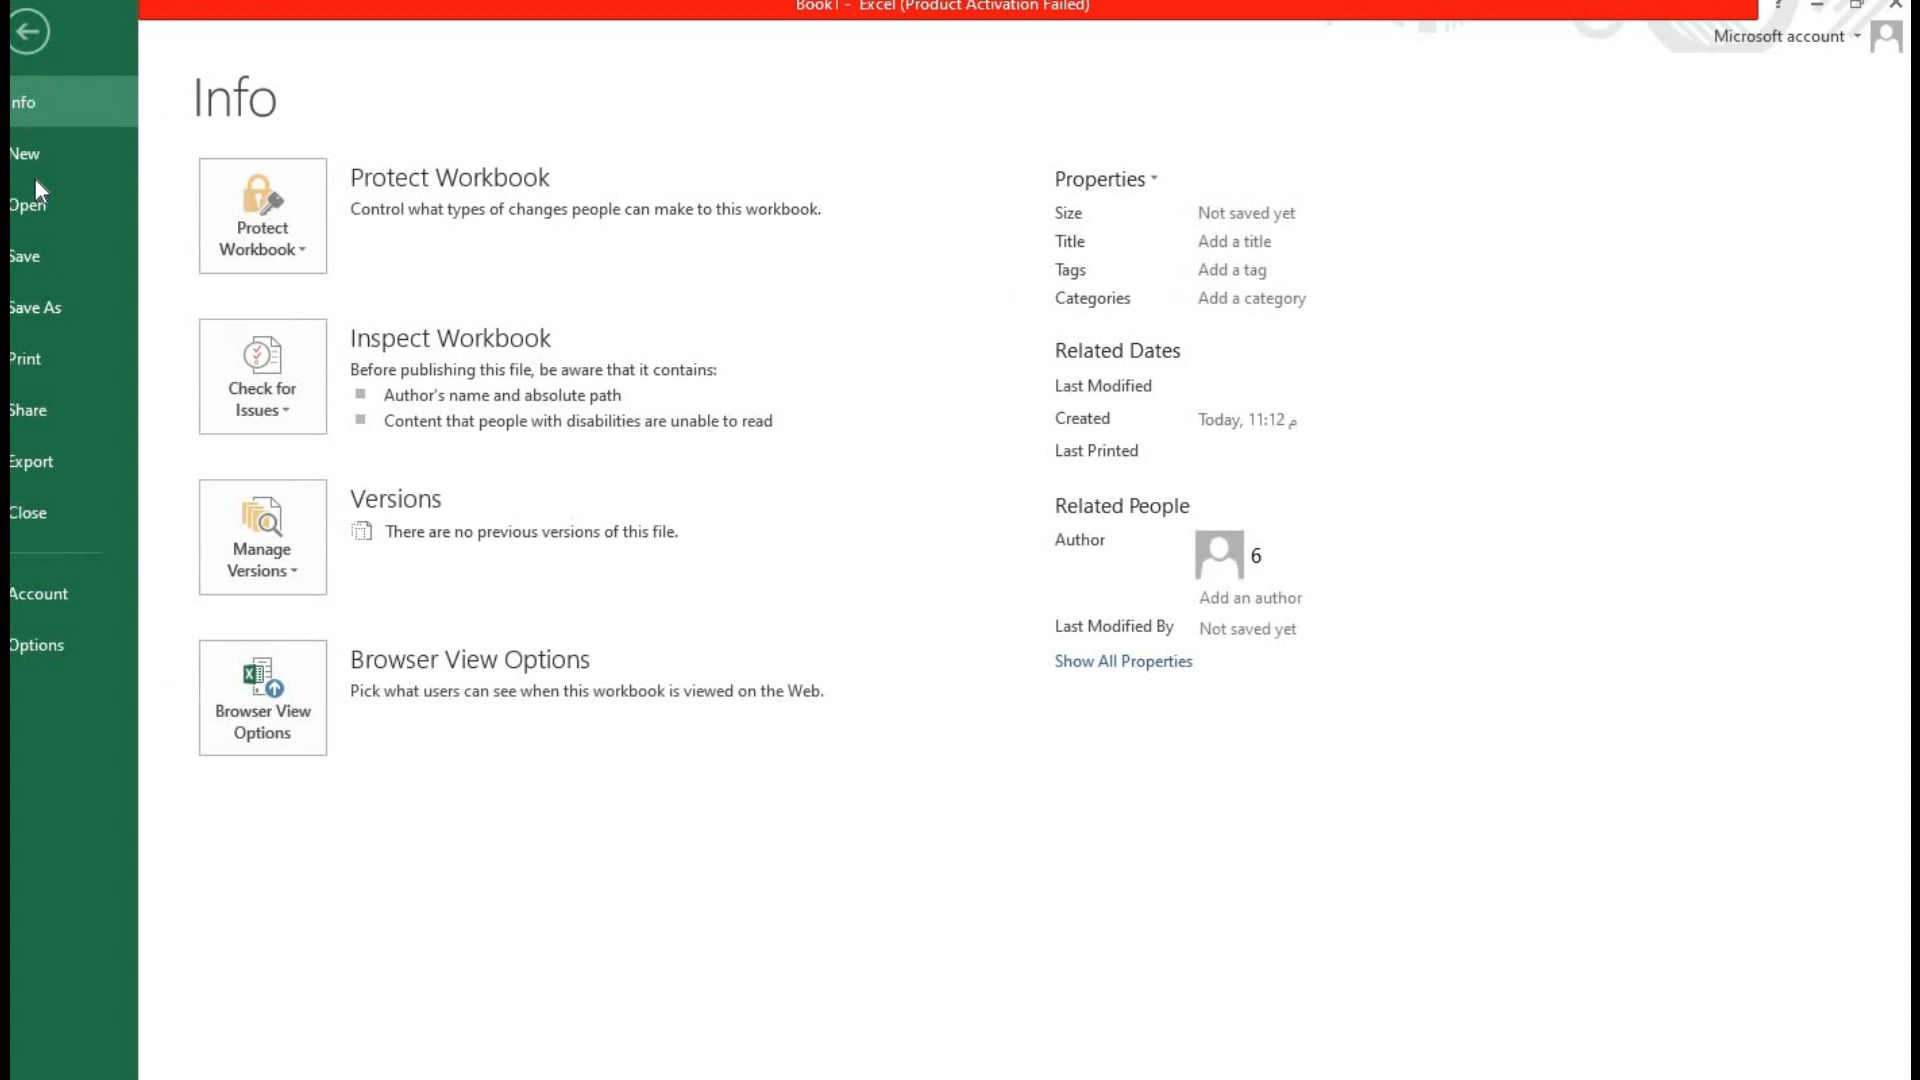 Book1 - Excel (Product Activation Failed)
?
Microsoft account
Info
nfo
New
Open
Save
Save As
Print
Share
Export
Close
Account
Options
Protect Workbook
Control what types of changes people can make to this workbook.
Protect
Workbook
Inspect Workbook
Before publishing this file, be aware that it contains:
Author's name and absolute path
Content that people with disabilities are unable to read
Check for
Issues
Versions
There are no previous versions of this file.
Manage
Versions
Browser View Options
Pick what users can see when this workbook is viewed on the Web.
Browser View
Options
Properties
Size Not saved yet
Title Add a title
Tags Add a tag
Categories Add a category
Related Dates
Last Modified
Created Today, 11:12 م
Last Printed
Related People
Author 6
Add an author
Last Modified By Not saved yet
Show All Properties